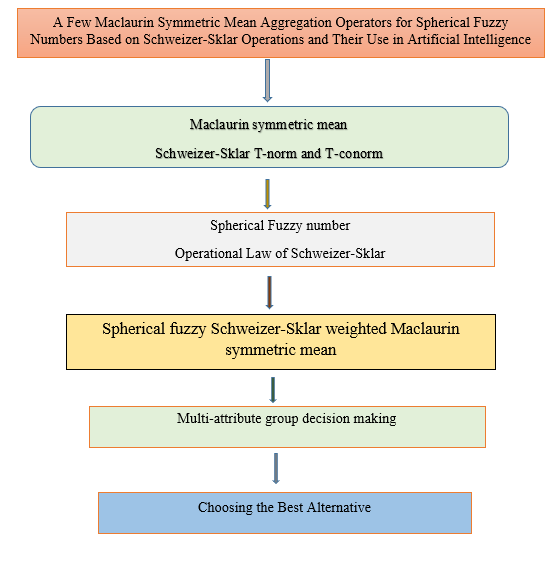 A Few Maclaurin Symmetric Mean Aggregation Operators for Spherical Fuzzy
Numbers Based on Schweizer-Sklar Operations and Their Use in Artificial Intelligence
Maclaurin symmetric mean
Schweizer-Sklar T-norm and T-conorm
Spherical Fuzzy number
Operational Law of Schweizer-Sklar
Spherical fuzzy Schweizer-Sklar weighted Maclaurin
symmetric mean
Multi-attribute group decision making
Choosing the Best Alternative